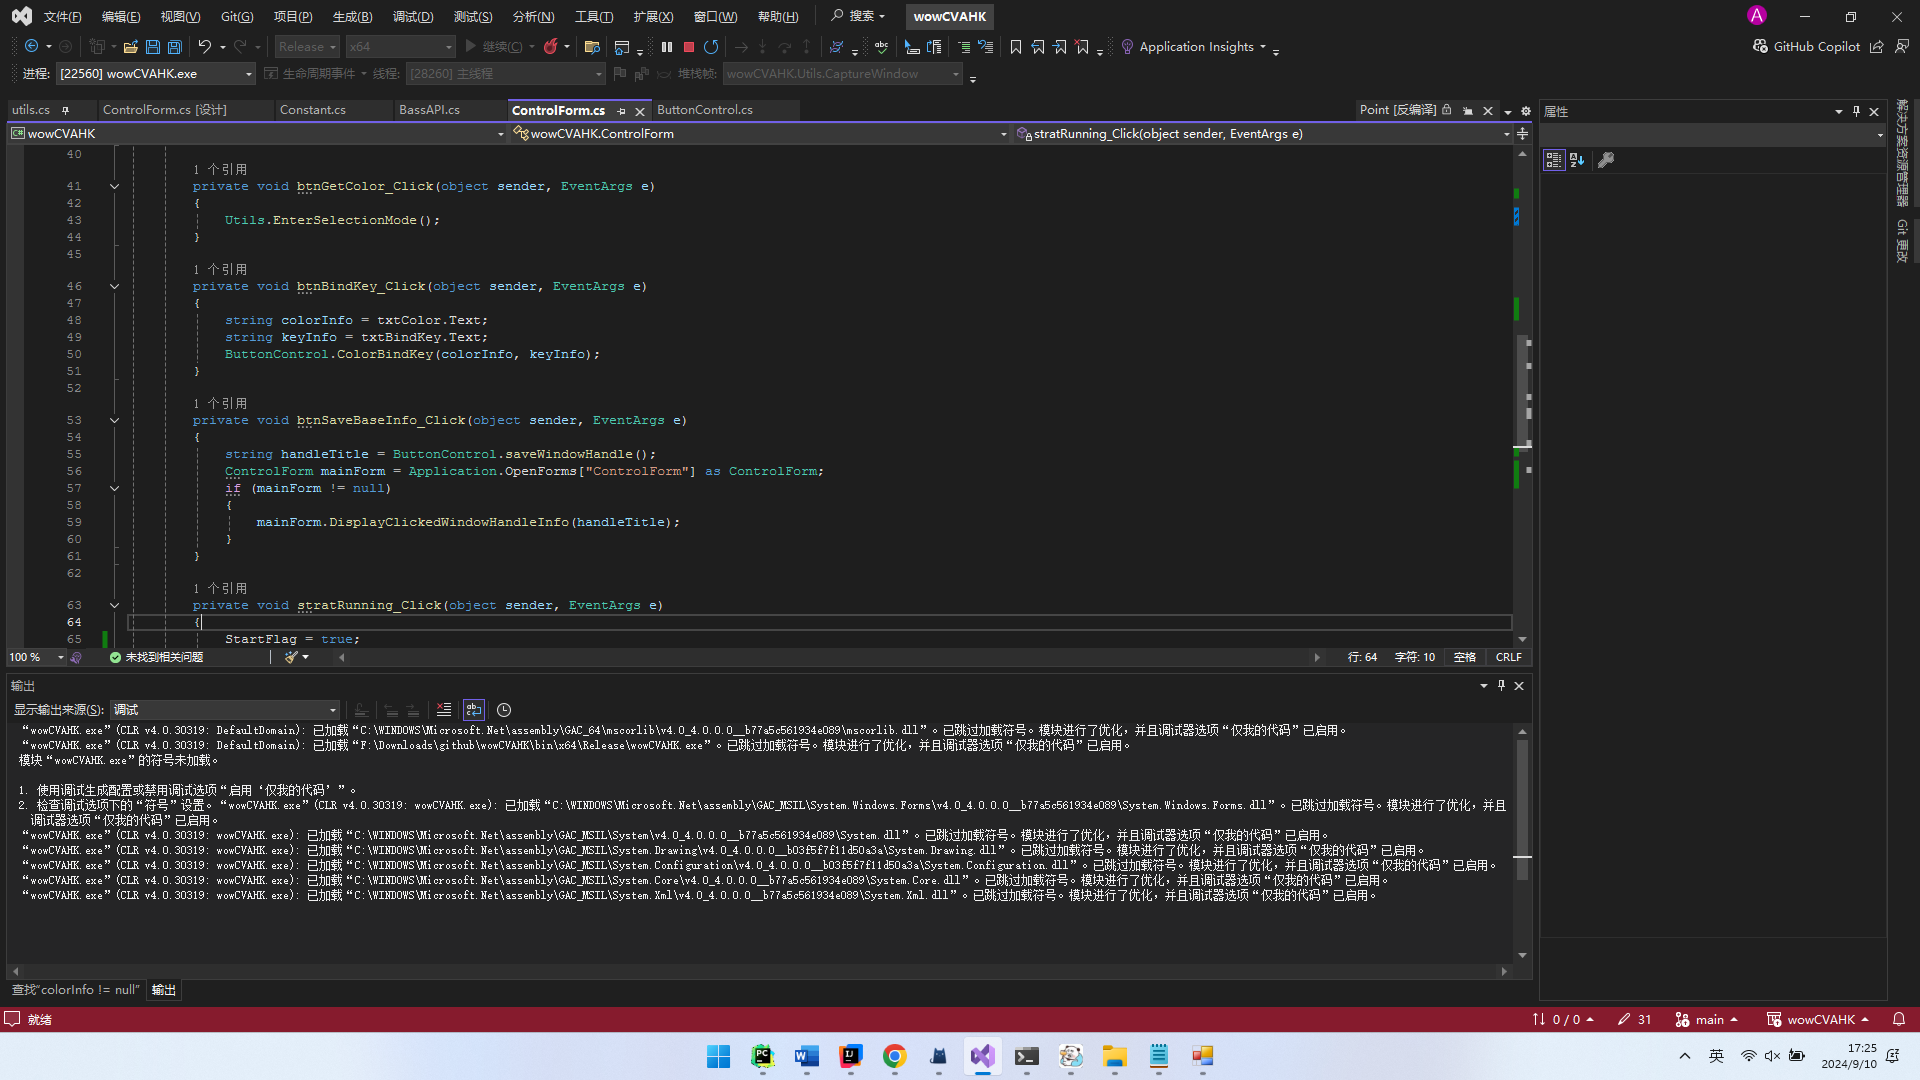 文件(F) 编辑(E) 视图(V) Git(G) 项目(P) 生成(B) 调试(D) 测试(S) 分析(N) 工具(T) 扩展(X) 窗口(W) 帮助(H) 搜索 wowCVAHK A
Release x64 继续(C) Application Insights GitHub Copilot
进程: [22560] wowCVAHK.exe 生命周期事件 线程: [28260] 主线程 堆栈帧: wowCVAHK.Utils.CaptureWindow
utils.cs ControlForm.cs [设计] Constant.cs BassAPI.cs ControlForm.cs ButtonControl.cs Point [反编译] 属性
wowCVAHK wowCVAHK.ControlForm stratRunning_Click(object sender, EventArgs e)
解决方案资源管理器
Git 更改
40
1 个引用
41 private void btnGetColor_Click(object sender, EventArgs e)
42 {
43 Utils.EnterSelectionMode();
44 }
45
1 个引用
46 private void btnBindKey_Click(object sender, EventArgs e)
47 {
48 string colorInfo = txtColor.Text;
49 string keyInfo = txtBindKey.Text;
50 ButtonControl.ColorBindKey(colorInfo, keyInfo);
51 }
52
1 个引用
53 private void btnSaveBaseInfo_Click(object sender, EventArgs e)
54 {
55 string handleTitle = ButtonControl.saveWindowHandle();
56 ControlForm mainForm = Application.OpenForms["ControlForm"] as ControlForm;
57 if (mainForm != null)
58 {
59 mainForm.DisplayClickedWindowHandleInfo(handleTitle);
60 }
61 }
62
1 个引用
63 private void stratRunning_Click(object sender, EventArgs e)
64 {
65 StartFlag = true;
100 % 未找到相关问题 行: 64 字符: 10 空格 CRLF
输出
显示输出来源(S): 调试
“wowCVAHK.exe”(CLR v4.0.30319: DefaultDomain): 已加载“C:\WINDOWS\Microsoft.Net\assembly\GAC_64\mscorlib\v4.0_4.0.0.0__b77a5c561934e089\mscorlib.dll”。已跳过加载符号。模块进行了优化，并且调试器选项“仅我的代码”已启用。
“wowCVAHK.exe”(CLR v4.0.30319: DefaultDomain): 已加载“F:\Downloads\github\wowCVAHK\bin\x64\Release\wowCVAHK.exe”。已跳过加载符号。模块进行了优化，并且调试器选项“仅我的代码”已启用。
模块“wowCVAHK.exe”的符号未加载。
1. 使用调试生成配置或禁用调试选项“启用‘仅我的代码’”。
2. 检查调试选项下的“符号”设置。“wowCVAHK.exe”(CLR v4.0.30319: wowCVAHK.exe): 已加载“C:\WINDOWS\Microsoft.Net\assembly\GAC_MSIL\System.Windows.Forms\v4.0_4.0.0.0__b77a5c561934e089\System.Windows.Forms.dll”。已跳过加载符号。模块进行了优化，并且
调试器选项“仅我的代码”已启用。
“wowCVAHK.exe”(CLR v4.0.30319: wowCVAHK.exe): 已加载“C:\WINDOWS\Microsoft.Net\assembly\GAC_MSIL\System\v4.0_4.0.0.0__b77a5c561934e089\System.dll”。已跳过加载符号。模块进行了优化，并且调试器选项“仅我的代码”已启用。
“wowCVAHK.exe”(CLR v4.0.30319: wowCVAHK.exe): 已加载“C:\WINDOWS\Microsoft.Net\assembly\GAC_MSIL\System.Drawing\v4.0_4.0.0.0__b03f5f7f11d50a3a\System.Drawing.dll”。已跳过加载符号。模块进行了优化，并且调试器选项“仅我的代码”已启用。
“wowCVAHK.exe”(CLR v4.0.30319: wowCVAHK.exe): 已加载“C:\WINDOWS\Microsoft.Net\assembly\GAC_MSIL\System.Configuration\v4.0_4.0.0.0__b03f5f7f11d50a3a\System.Configuration.dll”。已跳过加载符号。模块进行了优化，并且调试器选项“仅我的代码”已启用。
“wowCVAHK.exe”(CLR v4.0.30319: wowCVAHK.exe): 已加载“C:\WINDOWS\Microsoft.Net\assembly\GAC_MSIL\System.Core\v4.0_4.0.0.0__b77a5c561934e089\System.Core.dll”。已跳过加载符号。模块进行了优化，并且调试器选项“仅我的代码”已启用。
“wowCVAHK.exe”(CLR v4.0.30319: wowCVAHK.exe): 已加载“C:\WINDOWS\Microsoft.Net\assembly\GAC_MSIL\System.Xml\v4.0_4.0.0.0__b77a5c561934e089\System.Xml.dll”。已跳过加载符号。模块进行了优化，并且调试器选项“仅我的代码”已启用。
查找"colorInfo != null" 输出
就绪 0 / 0 31 main wowCVAHK
英 17:25
2024/9/10